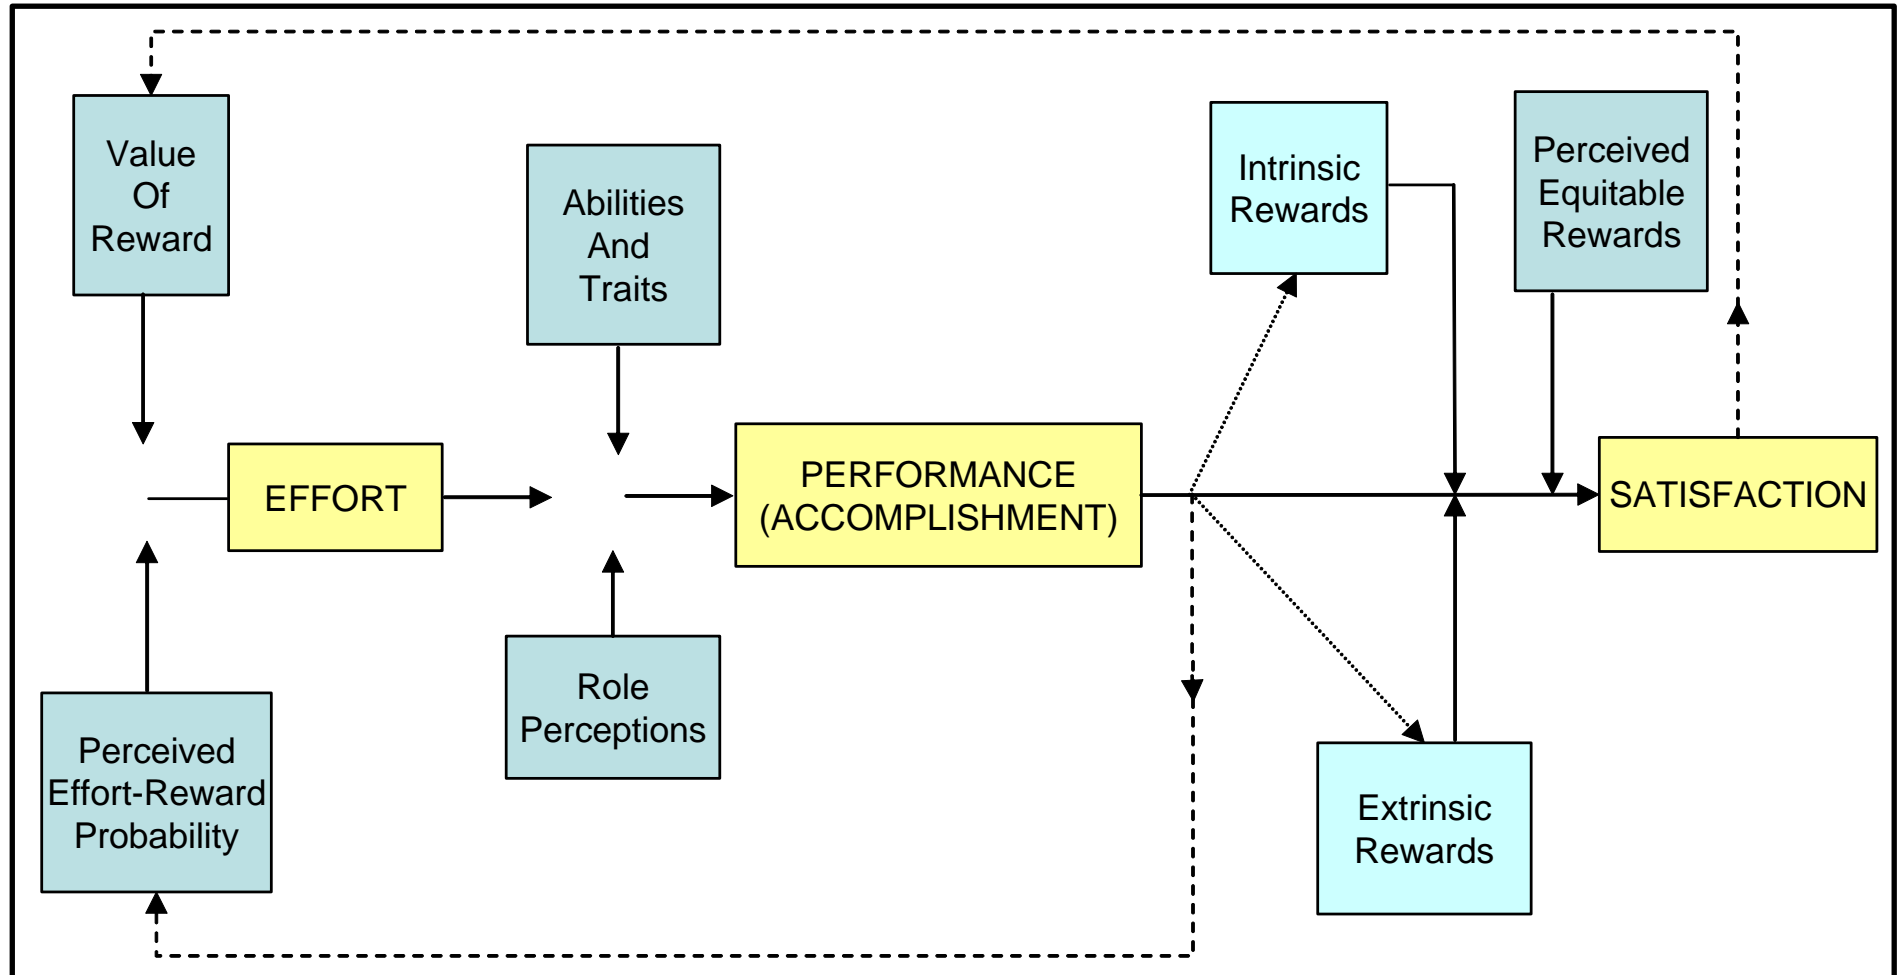 Value
Of
Reward
Abilities
And
Traits
Intrinsic
Rewards
Perceived
Equitable
Rewards
EFFORT
PERFORMANCE
(ACCOMPLISHMENT)
SATISFACTION
Role
Perceptions
Perceived
Effort-Reward
Probability
Extrinsic
Rewards